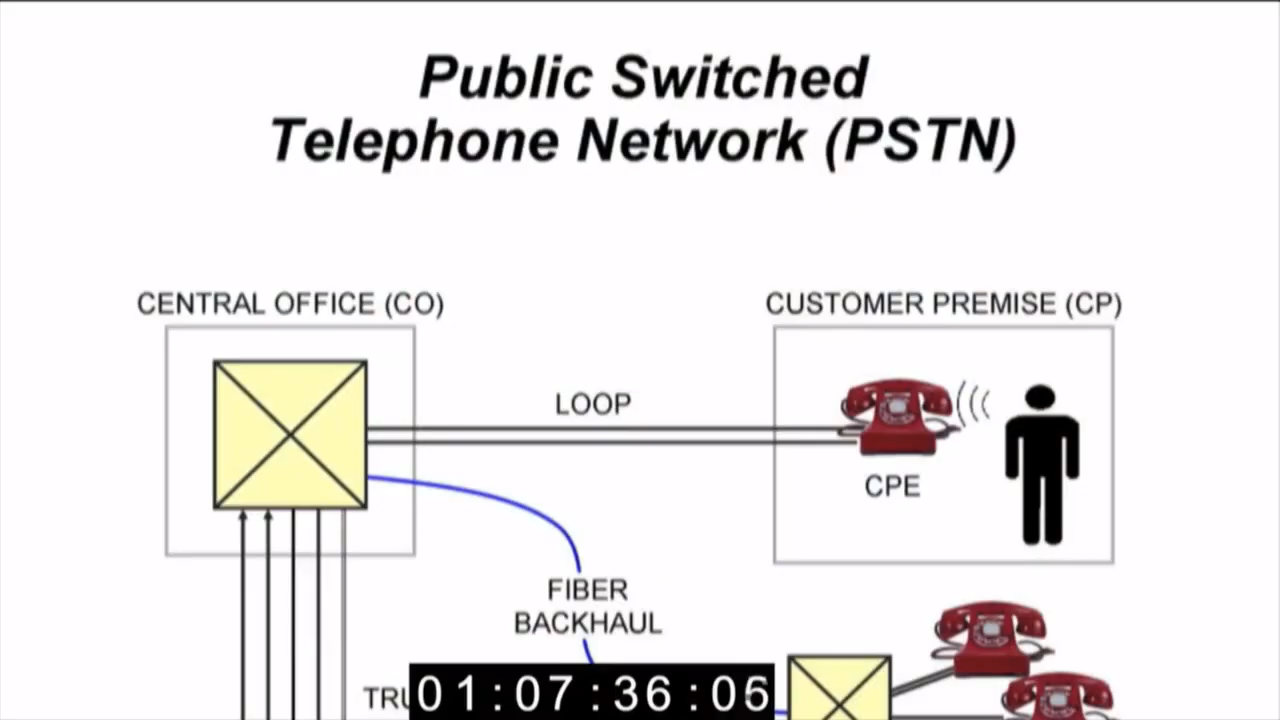 Public Switched
Telephone Network (PSTN)
CENTRAL OFFICE (CO)
CUSTOMER PREMISE (CP)
LOOP
CPE
FIBER
BACKHAUL
01:07:36:06